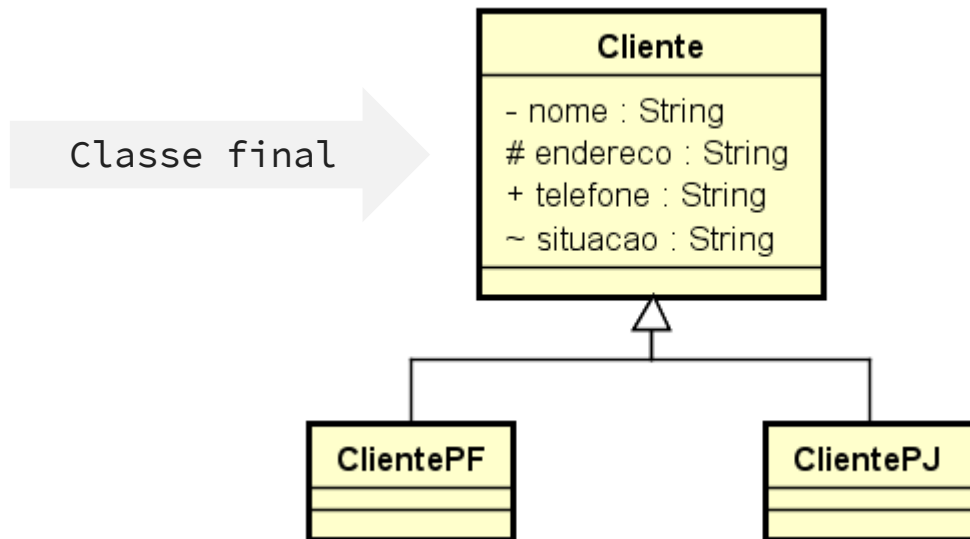 Cliente
- nome : String
# endereco : String
+ telefone : String
~ situacao : String
Classe final
ClientePF
ClientePJ